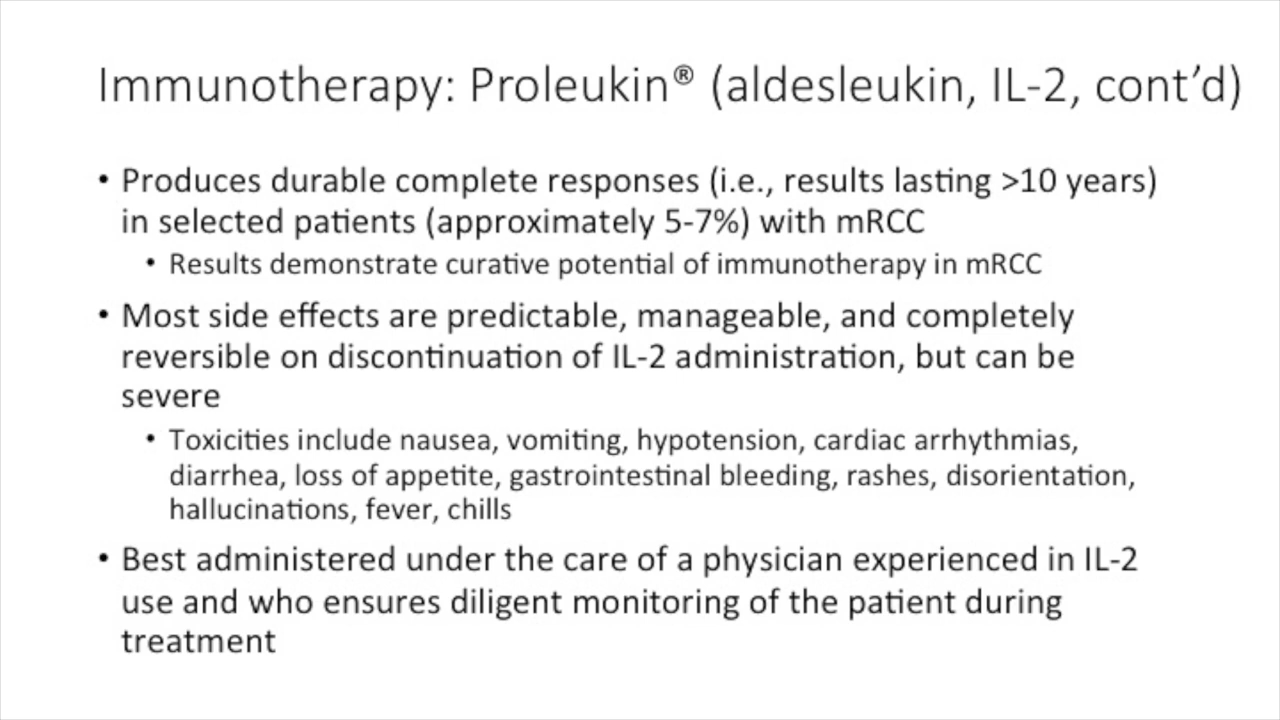 Immunotherapy: Proleukin® (aldesleukin, IL-2, cont’d)
• Produces durable complete responses (i.e., results lasting >10 years)
in selected patients (approximately 5-7%) with mRCC
• Results demonstrate curative potential of immunotherapy in mRCC
• Most side effects are predictable, manageable, and completely
reversible on discontinuation of IL-2 administration, but can be
severe
• Toxicities include nausea, vomiting, hypotension, cardiac arrhythmias,
diarrhea, loss of appetite, gastrointestinal bleeding, rashes, disorientation,
hallucinations, fever, chills
• Best administered under the care of a physician experienced in IL-2
use and who ensures diligent monitoring of the patient during
treatment